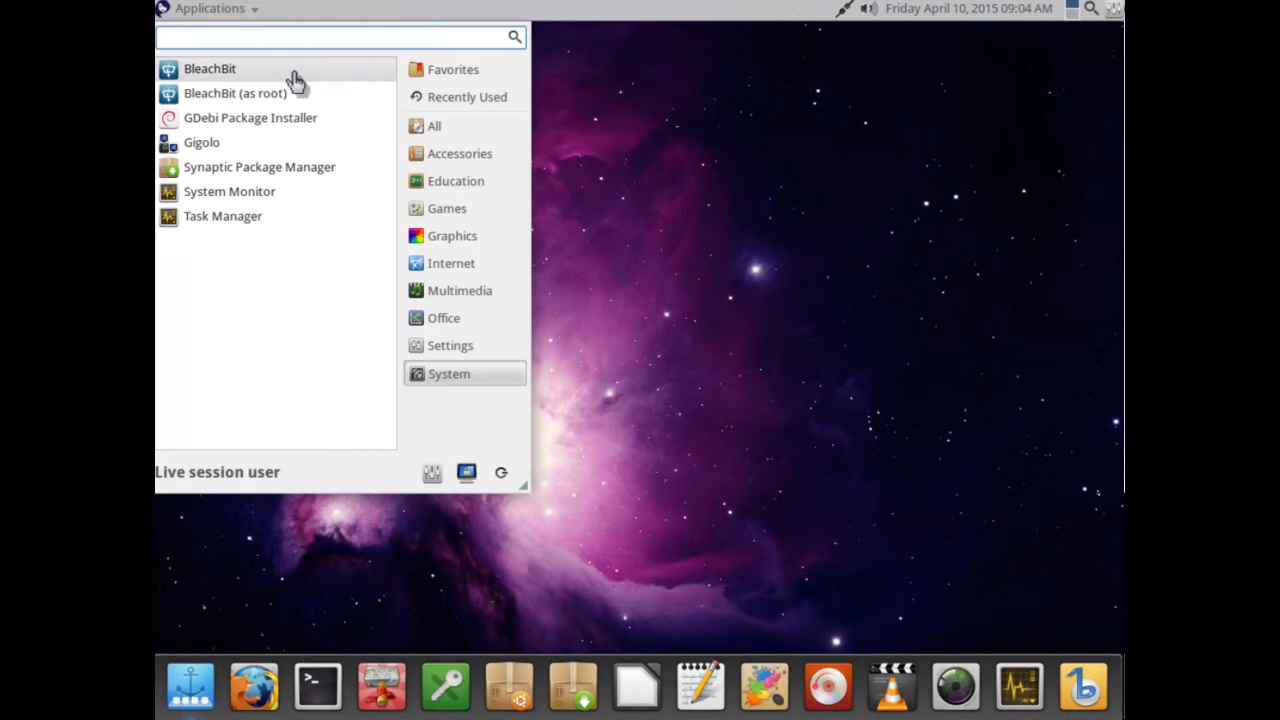 Applications
Friday April 10, 2015 09:04 AM
BleachBit
BleachBit (as root)
GDebi Package Installer
Gigolo
Synaptic Package Manager
System Monitor
Task Manager
Favorites
Recently Used
All
Accessories
Education
Games
Graphics
Internet
Multimedia
Office
Settings
System
Live session user